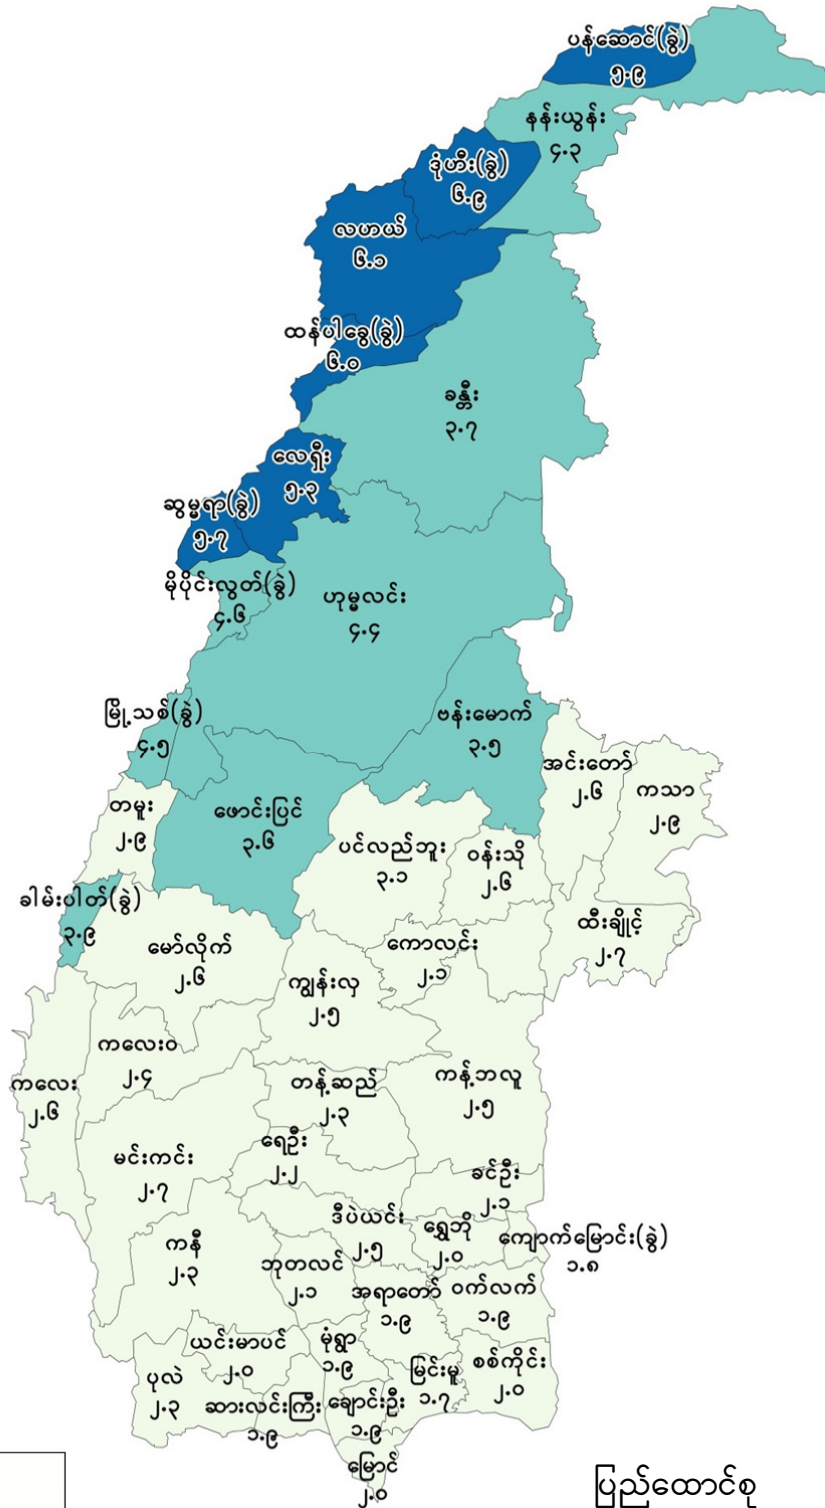 ပန်ဆောင်(ခွဲ)
၅.၉
နန်းယွန်း
၄.၃
ဒုံဟီး(ခွဲ)
၆.၉
လဟယ်
၆.၁
ထန်ပါခွေ(ခွဲ)
၆.၀
ခန္တီး
၃.၇
လေရှီး
၅.၃
ဆွမ္မရာ(ခွဲ)
၅.၇
မိုပိုင်းလွတ်(ခွဲ)
၄.၆
ဟုမ္မလင်း
၄.၄
မြို့သစ်(ခွဲ)
၄.၅
ဗန်းမောက်
၃.၅
အင်းတော်
၂.၆
ကသာ
၂.၉
တမူး
၂.၉
ဖောင်းပြင်
၃.၆
ပင်လည်ဘူး
၃.၁
ဝန်းသို
၂.၆
ခါမ်းပါတ်(ခွဲ)
၃.၉
ထီးချိုင့်
၂.၇
မော်လိုက်
၂.၆
ကောလင်း
၂.၁
ကျွန်းလှ
၂.၅
ကလေးဝ
၂.၄
ကလေး
၂.၆
တန့်ဆည်
၂.၃
ကန့်ဘလူ
၂.၅
မင်းကင်း
၂.၇
ရေဦး
၂.၂
ခင်ဦး
၂.၁
ဒီပဲယင်း
၂.၅
ရွှေဘို
၂.၀
ကျောက်မြောင်း(ခွဲ)
၁.၈
ကနီ
၂.၃
ဘုတလင်
၂.၁
အရာတော်
၁.၉
ဝက်လက်
၁.၉
ယင်းမာပင်
၂.၀
မုံရွာ
၁.၉
မြင်းမူ
၁.၇
စစ်ကိုင်း
၂.၀
ပုလဲ
၂.၃
ဆားလင်းကြီး
၁.၉
ချောင်းဦး
၁.၉
မြောင်
၂.၀
ပြည်ထောင်စု